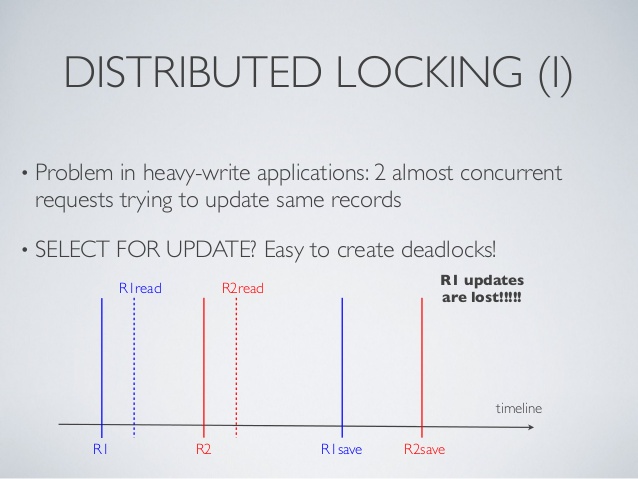 DISTRIBUTED LOCKING (I)
• Problem in heavy-write applications: 2 almost concurrent
requests trying to update same records
• SELECT FOR UPDATE? Easy to create deadlocks!
R1read
R2read
R1 updates
are lost!!!!!
timeline
R1
R2
R1save
R2save